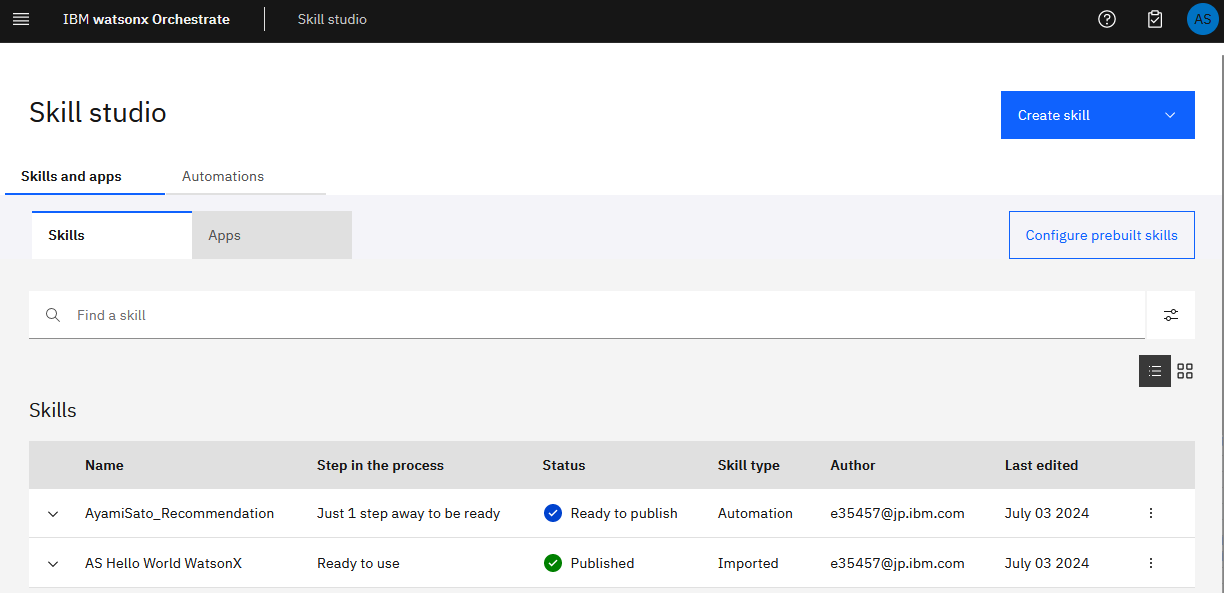 IBM watsonx Orchestrate Skill studio AS
Skill studio
Create skill
Skills and apps Automations
Skills Apps Configure prebuilt skills
Find a skill
Skills
Name Step in the process Status Skill type Author Last edited
AyamiSato_Recommendation Just 1 step away to be ready Ready to publish Automation e35457@jp.ibm.com July 03 2024
AS Hello World WatsonX Ready to use Published Imported e35457@jp.ibm.com July 03 2024